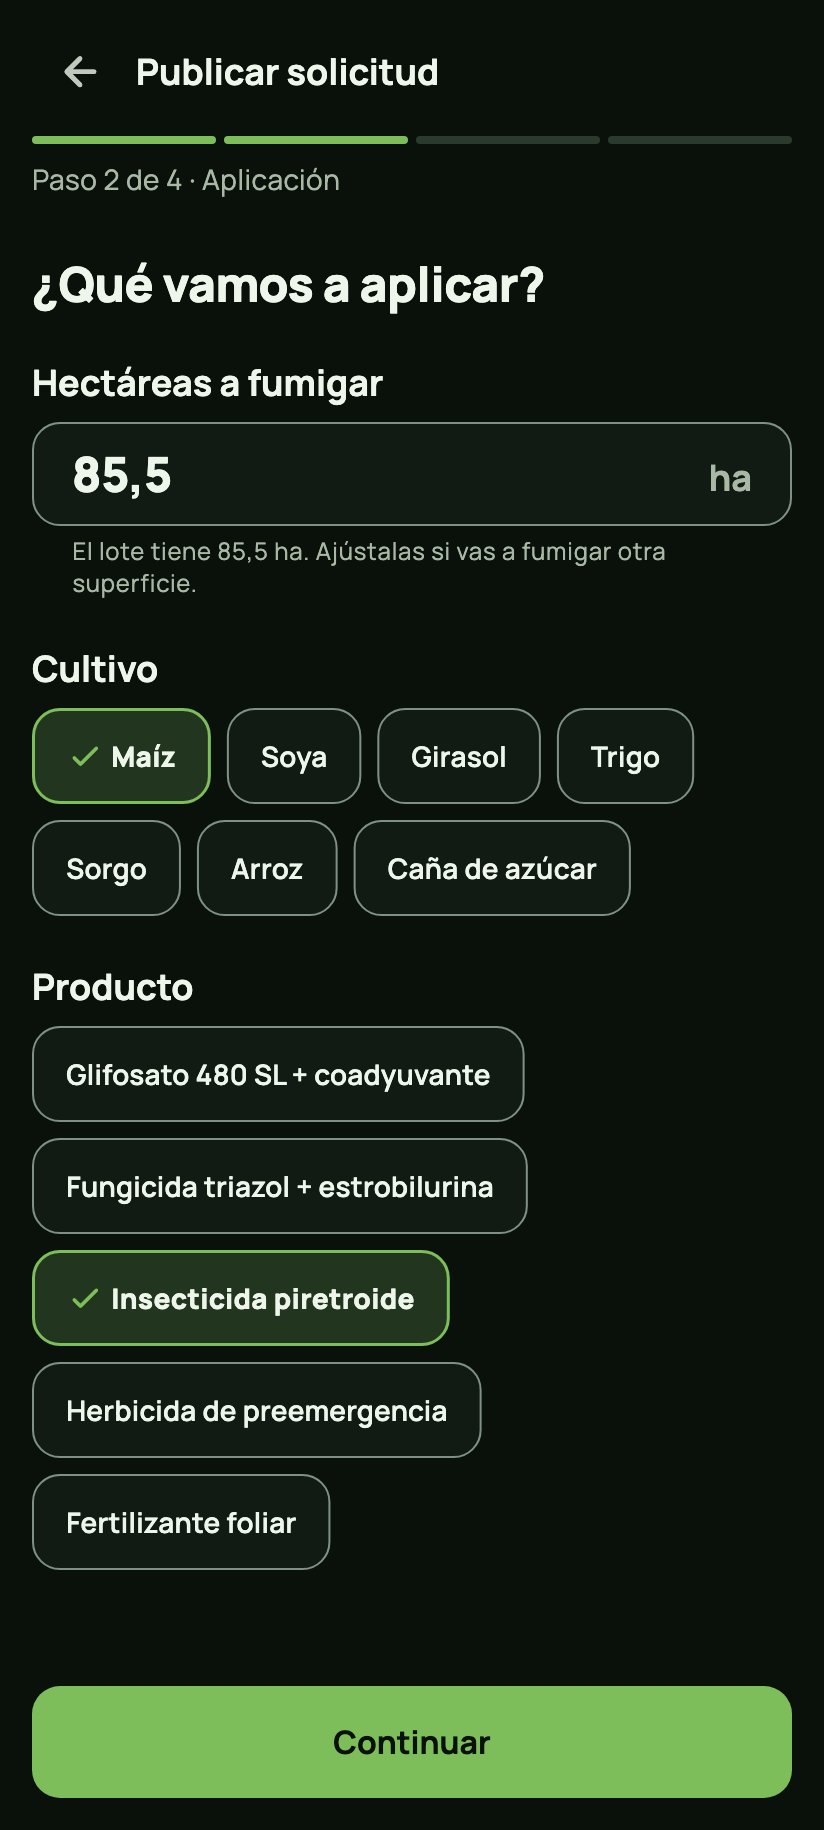 Publicar solicitud
Paso 2 de 4 · Aplicación
¿Qué vamos a aplicar?
Hectáreas a fumigar
85,5 ha
El lote tiene 85,5 ha. Ajústalas si vas a fumigar otra
superficie.
Cultivo
Maíz Soya Girasol Trigo
Sorgo Arroz Caña de azúcar
Producto
Glifosato 480 SL + coadyuvante
Fungicida triazol + estrobilurina
Insecticida piretroide
Herbicida de preemergencia
Fertilizante foliar
Continuar